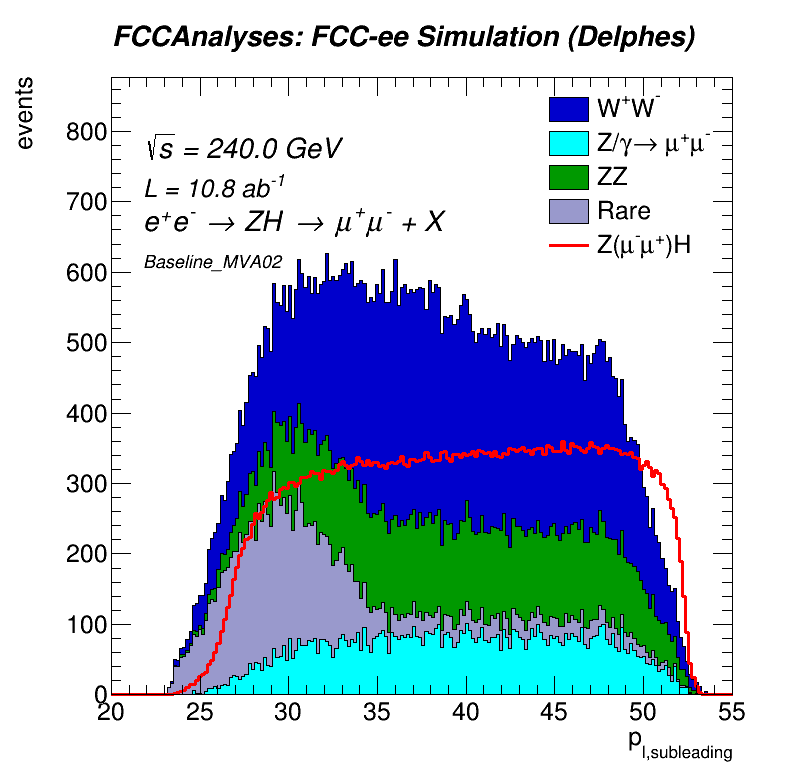 FCCAnalyses: FCC-ee Simulation (Delphes)
events
√s = 240.0 GeV
L = 10.8 ab⁻¹
e⁺e⁻ → ZH → μ⁺μ⁻ + X
Baseline_MVA02
W⁺W⁻
Z/γ→ μ⁺μ⁻
ZZ
Rare
Z(μ⁻μ⁺)H
800
700
600
500
400
300
200
100
0
20 25 30 35 40 45 50 55
p_l,subleading